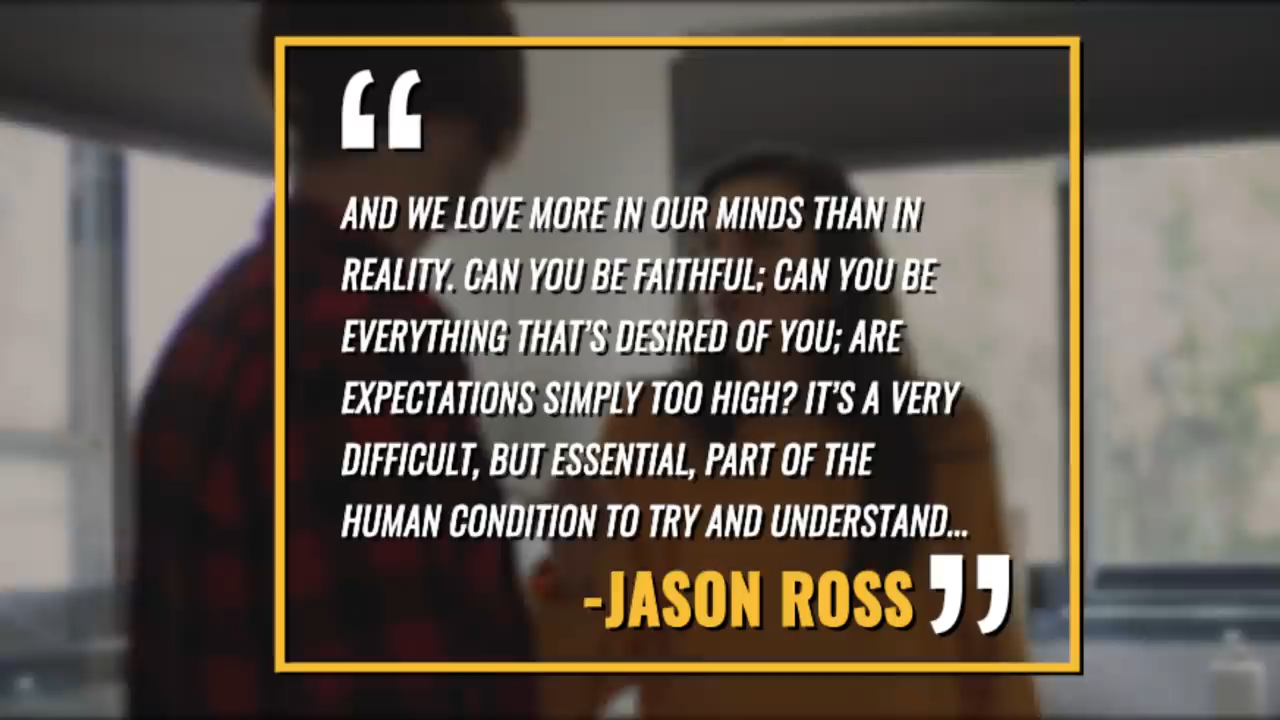 “
AND WE LOVE MORE IN OUR MINDS THAN IN
REALITY. CAN YOU BE FAITHFUL; CAN YOU BE
EVERYTHING THAT’S DESIRED OF YOU; ARE
EXPECTATIONS SIMPLY TOO HIGH? IT’S A VERY
DIFFICULT, BUT ESSENTIAL, PART OF THE
HUMAN CONDITION TO TRY AND UNDERSTAND...
-JASON ROSS ”